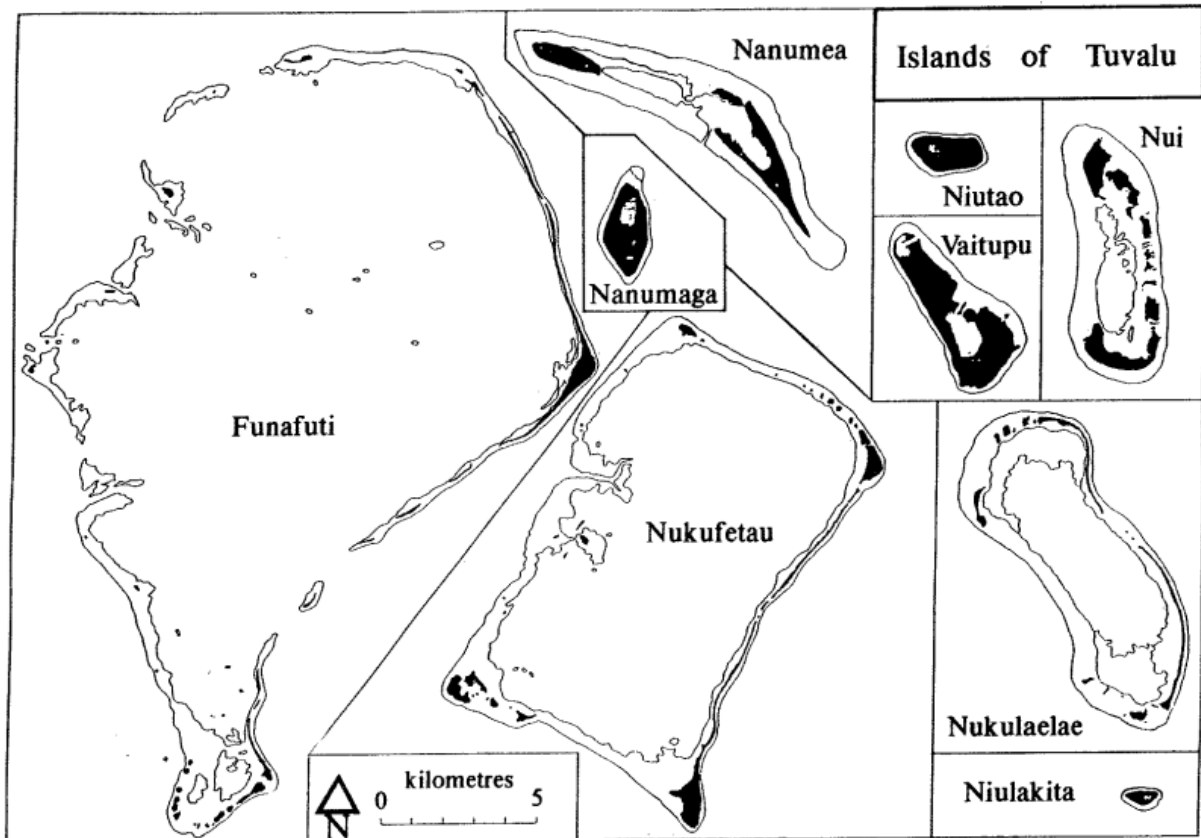 Nanumea
Islands of Tuvalu
Niutao
Nui
Vaitupu
Nanumaga
Funafuti
Nukufetau
Nukulaelae
kilometres
0 5
N
Niulakita